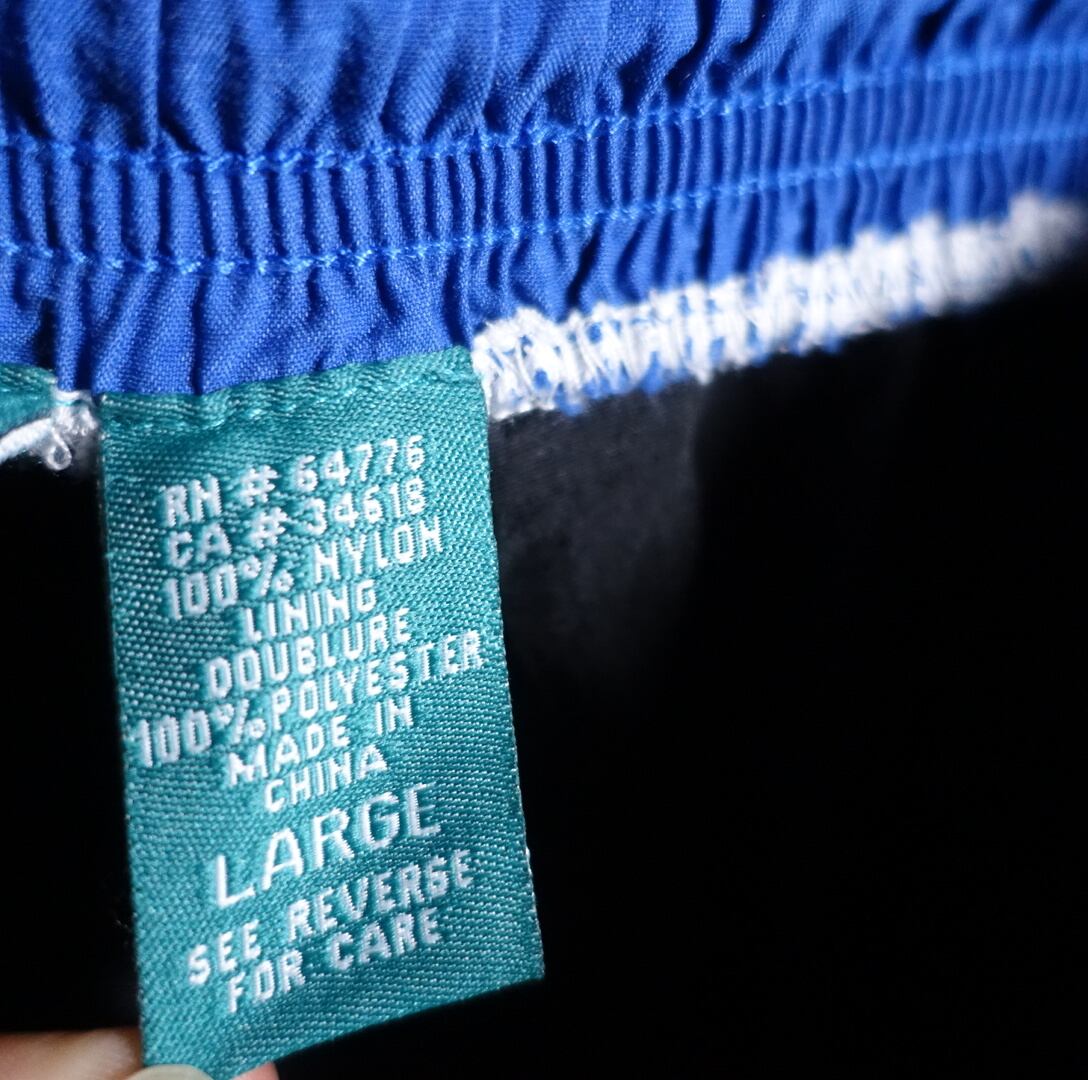 RN # 64776
CA # 34618
100% NYLON
LINING
DOUBLURE
100% POLYESTER
MADE IN
CHINA
LARGE
SEE REVERSE
FOR CARE